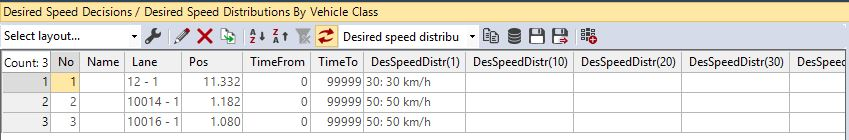 Desired Speed Decisions / Desired Speed Distributions By Vehicle Class
Select layout... Desired speed distribu
Count: 3 No Name Lane Pos TimeFrom TimeTo DesSpeedDistr(1) DesSpeedDistr(10) DesSpeedDistr(20) DesSpeedDistr(30) DesSpeed
1 1 12 - 1 11.332 0 99999 30: 30 km/h
2 2 10014 - 1 1.182 0 99999 50: 50 km/h
3 3 10016 - 1 1.080 0 99999 50: 50 km/h